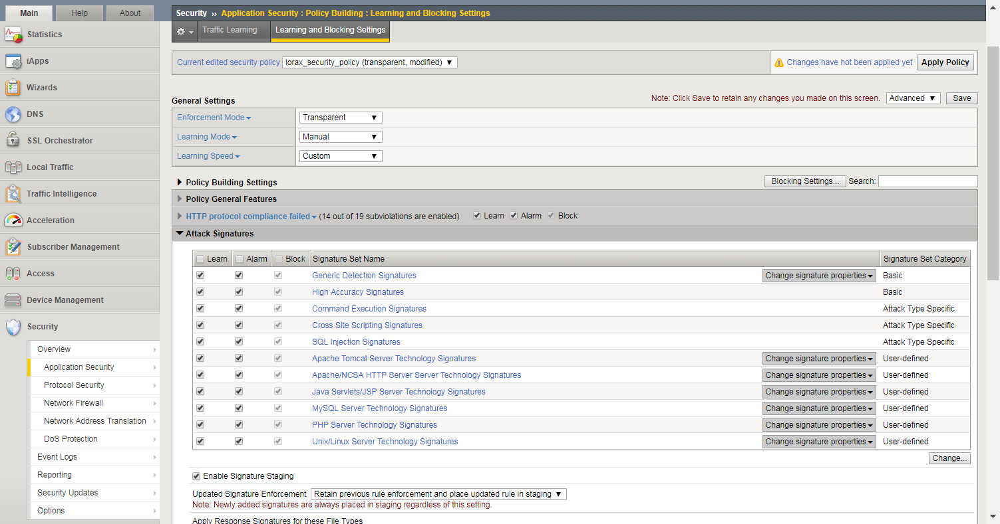 Main Help About
Statistics
iApps
Wizards
DNS
SSL Orchestrator
Local Traffic
Traffic Intelligence
Acceleration
Subscriber Management
Access
Device Management
Security
Overview
Application Security
Protocol Security
Network Firewall
Network Address Translation
DoS Protection
Event Logs
Reporting
Security Updates
Options
Security ›› Application Security : Policy Building : Learning and Blocking Settings
Traffic Learning Learning and Blocking Settings
Current edited security policy lorax_security_policy (transparent, modified) Changes have not been applied yet Apply Policy
General Settings Note: Click Save to retain any changes you made on this screen. Advanced Save
Enforcement Mode Transparent
Learning Mode Manual
Learning Speed Custom
Policy Building Settings Blocking Settings... Search:
Policy General Features
HTTP protocol compliance failed (14 out of 19 subviolations are enabled) Learn Alarm Block
Attack Signatures
Learn Alarm Block Signature Set Name Signature Set Category
Generic Detection Signatures Change signature properties Basic
High Accuracy Signatures Basic
Command Execution Signatures Attack Type Specific
Cross Site Scripting Signatures Attack Type Specific
SQL Injection Signatures Attack Type Specific
Apache Tomcat Server Technology Signatures Change signature properties User-defined
Apache/NCSA HTTP Server Server Technology Signatures Change signature properties User-defined
Java Servlets/JSP Server Technology Signatures Change signature properties User-defined
MySQL Server Technology Signatures Change signature properties User-defined
PHP Server Technology Signatures Change signature properties User-defined
Unix/Linux Server Technology Signatures Change signature properties User-defined
Change...
Enable Signature Staging
Updated Signature Enforcement Retain previous rule enforcement and place updated rule in staging
Note: Newly added signatures are always placed in staging regardless of this setting.
Apply Response Signatures for these File Types